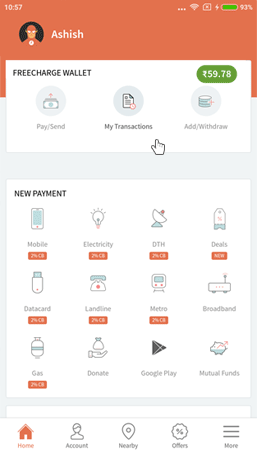 10:57
93%
Ashish
FREECHARGE WALLET
₹59.78
Pay/Send
My Transactions
Add/Withdraw
NEW PAYMENT
Mobile
Electricity
DTH
Deals
2% CB
2% CB
2% CB
NEW
Datacard
Landline
Metro
Broadband
2% CB
2% CB
2% CB
Gas
Donate
Google Play
Mutual Funds
2% CB
Home
Account
Nearby
Offers
More